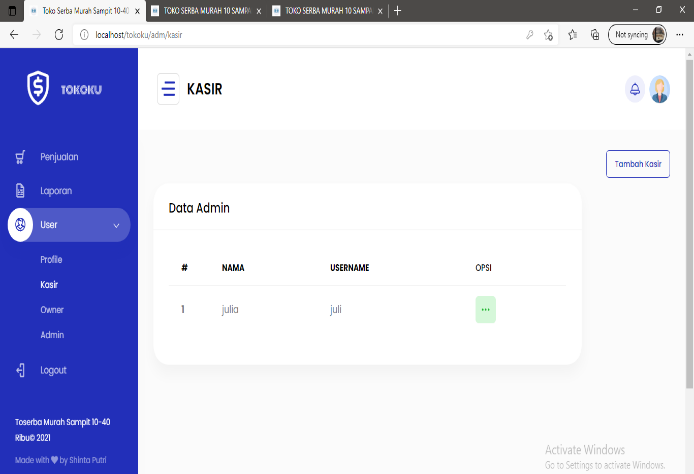 Toko Serba Murah Sampit 10-40
TOKO SERBA MURAH 10 SAMPA
TOKO SERBA MURAH 10 SAMPA
localhost/tokoku/adm/kasir
Not syncing
TOKOKU
KASIR
Penjualan
Laporan
User
Profile
Kasir
Owner
Admin
Logout
Tambah Kasir
Data Admin
# NAMA USERNAME OPSI
1 julia juli
Toserba Murah Sampit 10-40
Ribu© 2021
Made with ♥ by Shinta Putri
Activate Windows
Go to Settings to activate Windows.